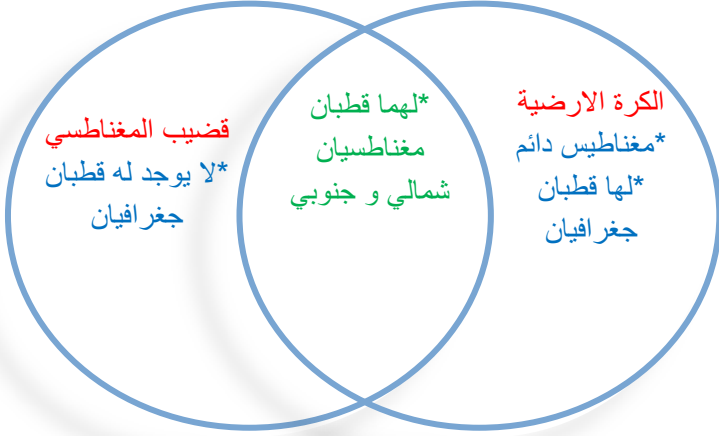 الكرة الارضية
*مغناطيس دائم
*لها قطبان
جغرافيان
*لهما قطبان
مغناطسيان
شمالي و جنوبي
قضيب المغناطسي
*لا يوجد له قطبان
جغرافيان